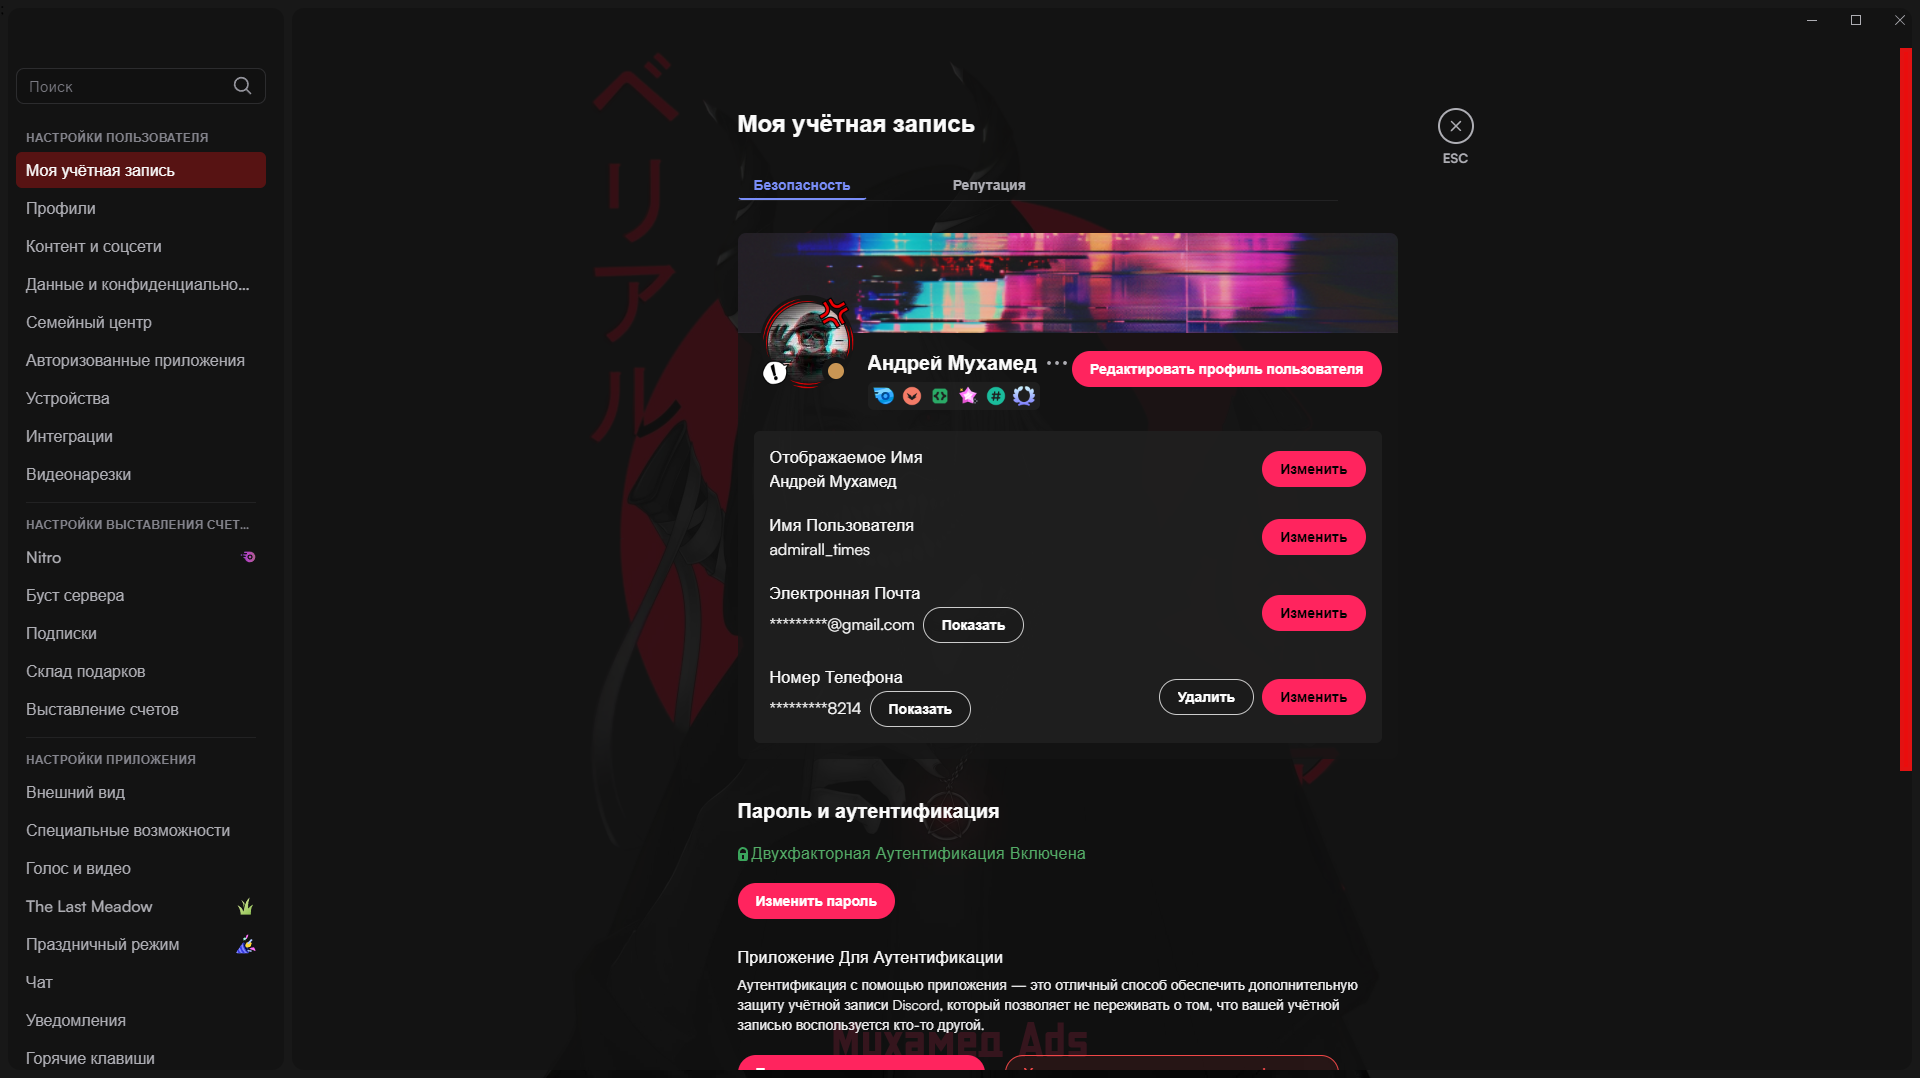 Поиск
НАСТРОЙКИ ПОЛЬЗОВАТЕЛЯ
Моя учётная запись
Профили
Контент и соцсети
Данные и конфиденциально...
Семейный центр
Авторизованные приложения
Устройства
Интеграции
Видеонарезки
НАСТРОЙКИ ВЫСТАВЛЕНИЯ СЧЕТ...
Nitro
Буст сервера
Подписки
Склад подарков
Выставление счетов
НАСТРОЙКИ ПРИЛОЖЕНИЯ
Внешний вид
Специальные возможности
Голос и видео
The Last Meadow
Праздничный режим
Чат
Уведомления
Горячие клавиши
ベリアル
Моя учётная запись
ESC
Безопасность
Репутация
Андрей Мухамед
Редактировать профиль пользователя
Отображаемое Имя
Андрей Мухамед
Изменить
Имя Пользователя
admirall_times
Изменить
Электронная Почта
*********@gmail.com
Показать
Изменить
Номер Телефона
*********8214
Показать
Удалить
Изменить
Пароль и аутентификация
Двухфакторная Аутентификация Включена
Изменить пароль
Приложение Для Аутентификации
Аутентификация с помощью приложения — это отличный способ обеспечить дополнительную
защиту учётной записи Discord, который позволяет не переживать о том, что вашей учётной
записью воспользуется кто-то другой.
Мухамед Ads